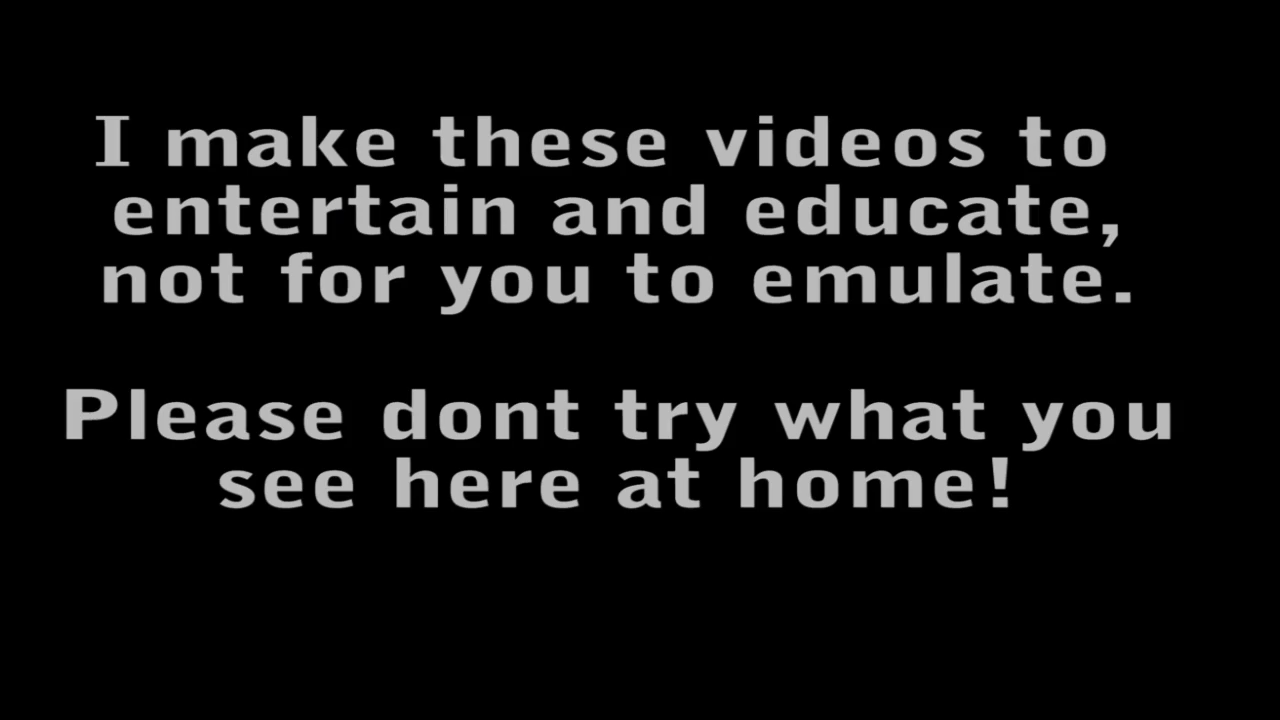 I make these videos to
entertain and educate,
not for you to emulate.
Please dont try what you
see here at home!